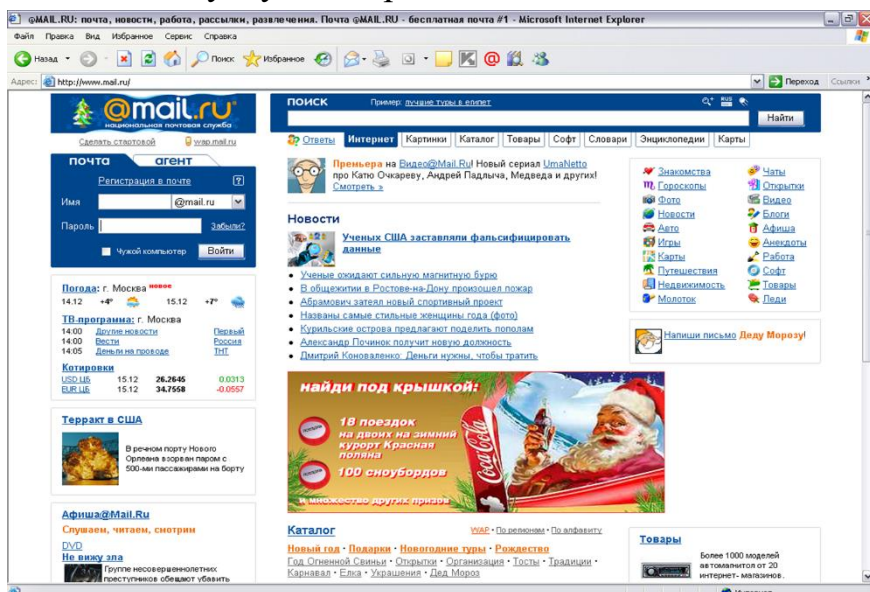 @MAIL.RU: почта, новости, работа, рассылки, развлечения. Почта @MAIL.RU - бесплатная почта #1 - Microsoft Internet Explorer
Файл Правка Вид Избранное Сервис Справка
Назад Поиск Избранное
Адрес: http://www.mail.ru/ Переход Ссылки
@mail.ru
национальная почтовая служба
Сделать стартовой wap.mail.ru
почта агент
Регистрация в почте ?
Имя @mail.ru
Пароль Забыли?
Чужой компьютер Войти
Погода: г. Москва новое
14.12 +4° 15.12 +7°
ТВ-программа: г. Москва
14:00 Другие новости Первый
14:00 Вести Россия
14:05 Деньги на проводе ТНТ
Котировки
USD ЦБ 15.12 26.2645 0.0313
EUR ЦБ 15.12 34.7558 -0.0557
Терракт в США
В речном порту Нового
Орлеана взорван паром с
500-ми пассажирами на борту
Афиша@Mail.Ru
Слушаем, читаем, смотрим
DVD
Не вижу зла
Группе несовершеннолетних
преступников обещают убавить
поиск Пример: лучшие туры в египет RUS
Найти
Ответы Интернет Картинки Каталог Товары Софт Словари Энциклопедии Карты
Премьера на Видео@Mail.Ru! Новый сериал UmaNetto
про Катю Очкареву, Андрей Падлыча, Медведа и других!
Смотреть »
Новости
Ученых США заставляли фальсифицировать
данные
Ученые ожидают сильную магнитную бурю
В общежитии в Ростове-на-Дону произошел пожар
Абрамович затеял новый спортивный проект
Названы самые стильные женщины года (фото)
Курильские острова предлагают поделить пополам
Александр Починок получит новую должность
Дмитрий Коноваленко: Деньги нужны, чтобы тратить
найди под крышкой:
18 поездок
на двоих на зимний
курорт Красная
поляна
100 сноубордов
и множество других призов
Coca-Cola
Каталог WAP • По регионам • По алфавиту
Новый год • Подарки • Новогодние туры • Рождество
Год Огненной Свиньи • Открытки • Организация • Тосты • Традиции •
Карнавал • Елка • Украшения • Дед Мороз
Знакомства Чаты
Гороскопы Открытки
Фото Видео
Новости Блоги
Авто Афиша
Игры Анекдоты
Карты Работа
Путешествия Софт
Недвижимость Товары
Молоток Леди
Напиши письмо Деду Морозу!
Товары
Более 1000 моделей
автомагнитол от 20
интернет- магазинов.